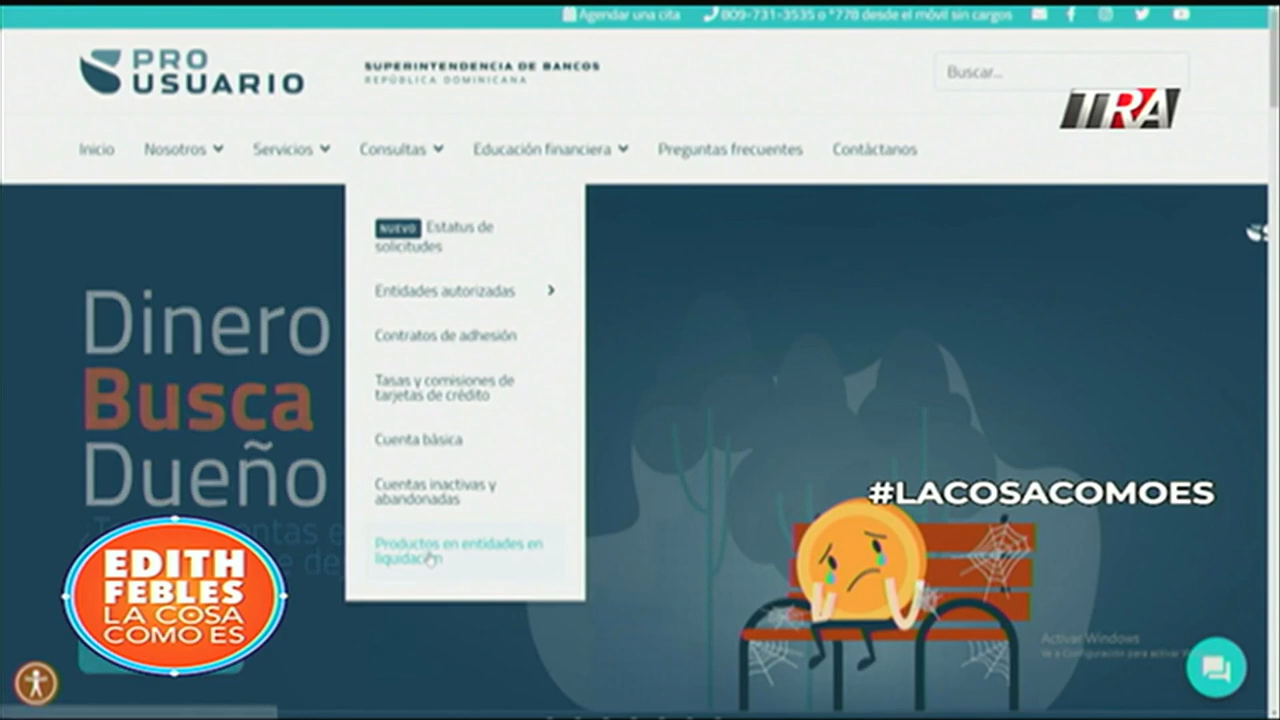 Agendar una cita
809-731-3535 o *778 desde el móvil sin cargos
PRO
USUARIO
SUPERINTENDENCIA DE BANCOS
REPÚBLICA DOMINICANA
Buscar...
TRA
Inicio
Nosotros
Servicios
Consultas
Educación financiera
Preguntas frecuentes
Contáctanos
NUEVO Estatus de
solicitudes
Entidades autorizadas
Contratos de adhesión
Tasas y comisiones de
tarjetas de crédito
Cuenta básica
Cuentas inactivas y
abandonadas
Productos en entidades en
liquidación
Dinero
Busca
Dueño
#LACOSACOMOES
EDITH
FEBLES
LA COSA
COMO ES
Activar Windows